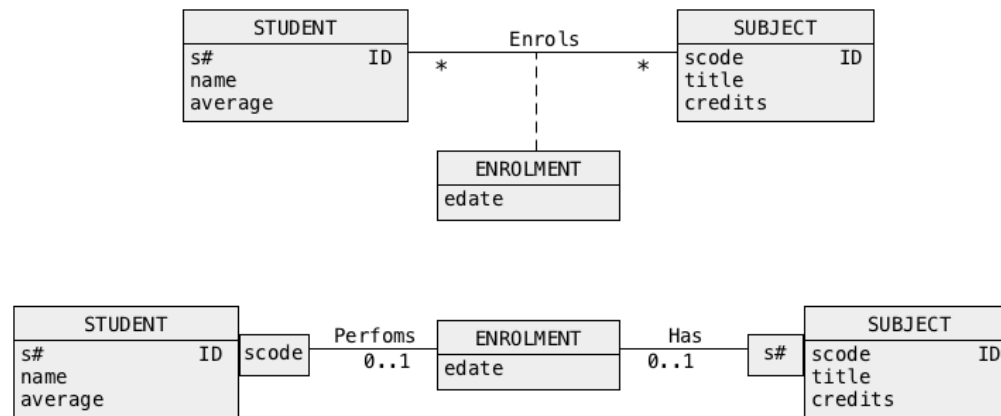 STUDENT
s# ID
name
average
Enrols
*
*
SUBJECT
scode ID
title
credits
ENROLMENT
edate
STUDENT
s# ID
name
average
scode
Perfoms
0..1
ENROLMENT
edate
Has
0..1
s#
SUBJECT
scode ID
title
credits